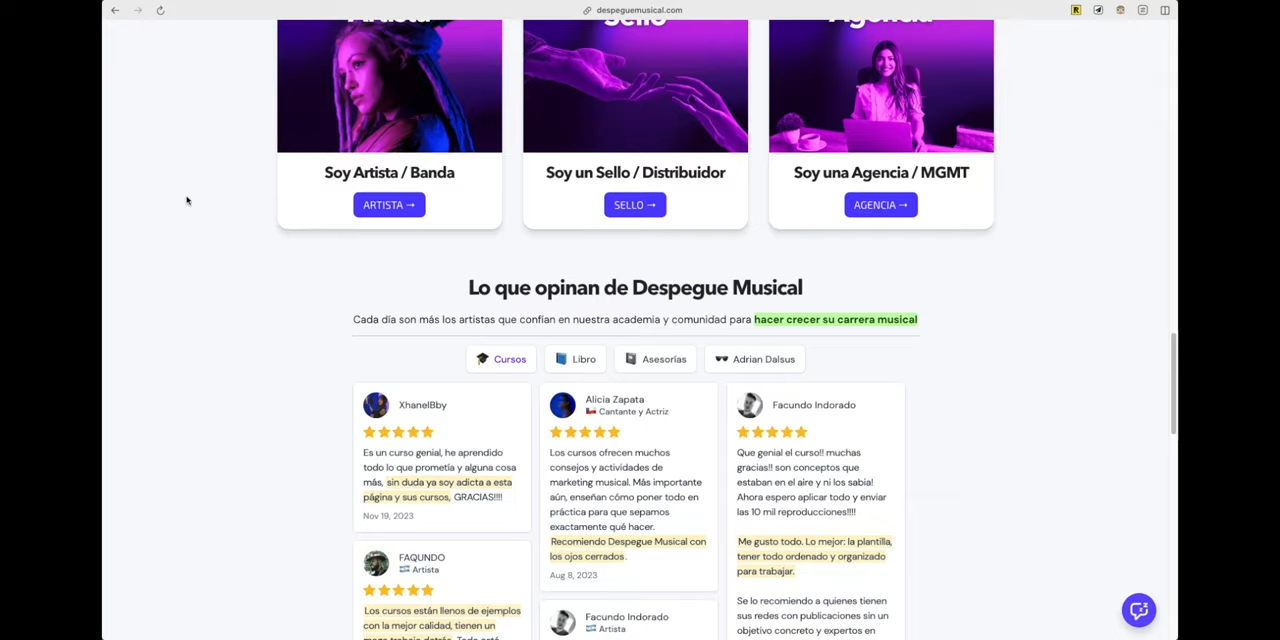 despeguemusical.com
Artista
Sello
Agencia
Soy Artista / Banda
Soy un Sello / Distribuidor
Soy una Agencia / MGMT
ARTISTA →
SELLO →
AGENCIA →
Lo que opinan de Despegue Musical
Cada día son más los artistas que confían en nuestra academia y comunidad para hacer crecer su carrera musical
Cursos
Libro
Asesorías
Adrian Dalsus
XhanelBby
Es un curso genial, he aprendido
todo lo que prometía y alguna cosa
más, sin duda ya soy adicta a esta
página y sus cursos, GRACIAS!!!!
Nov 19, 2023
FAQUNDO
Artista
Los cursos están llenos de ejemplos
con la mejor calidad, tienen un
Alicia Zapata
Cantante y Actriz
Los cursos ofrecen muchos
consejos y actividades de
marketing musical. Más importante
aún, enseñan cómo poner todo en
práctica para que sepamos
exactamente qué hacer.
Recomiendo Despegue Musical con
los ojos cerrados.
Aug 8, 2023
Facundo Indorado
Artista
Facundo Indorado
Que genial el curso!! muchas
gracias!! son conceptos que
estaban en el aire y ni los sabia!
Ahora espero aplicar todo y enviar
las 10 mil reproducciones!!!!
Me gusto todo. Lo mejor: la plantilla,
tener todo ordenado y organizado
para trabajar.
Se lo recomiendo a quienes tienen
sus redes con publicaciones sin un
objetivo concreto y expertos en